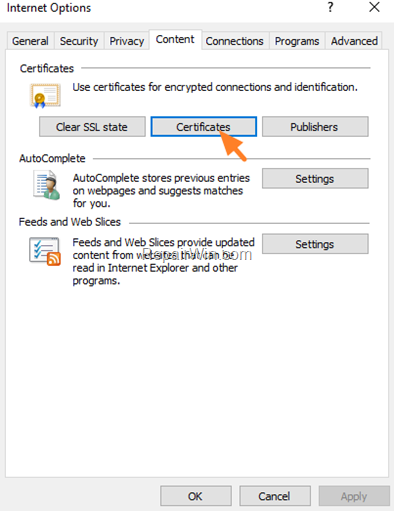 Internet Options ?
General Security Privacy Content Connections Programs Advanced
Certificates
Use certificates for encrypted connections and identification.
Clear SSL state Certificates Publishers
AutoComplete
AutoComplete stores previous entries
on webpages and suggests matches
for you.
Settings
Feeds and Web Slices
Feeds and Web Slices provide updated
content from websites that can be
read in Internet Explorer and other
programs.
Settings
RepairWin.com
OK Cancel Apply